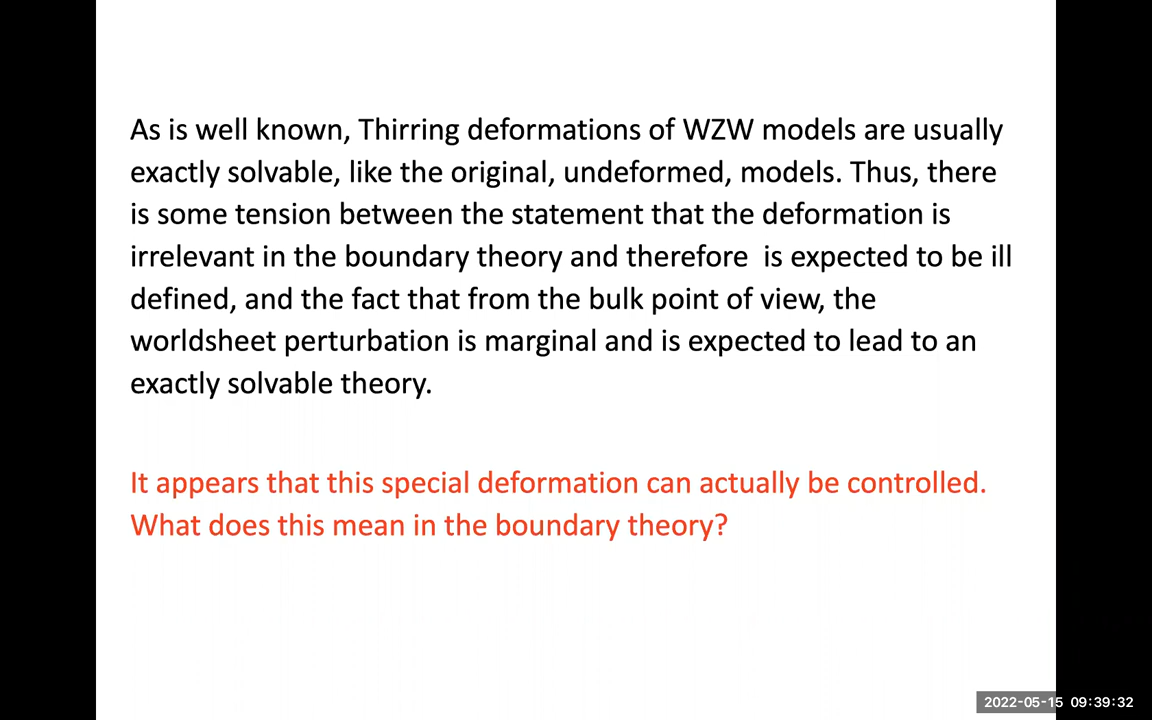 As is well known, Thirring deformations of WZW models are usually
exactly solvable, like the original, undeformed, models. Thus, there
is some tension between the statement that the deformation is
irrelevant in the boundary theory and therefore  is expected to be ill
defined, and the fact that from the bulk point of view, the
worldsheet perturbation is marginal and is expected to lead to an
exactly solvable theory.
It appears that this special deformation can actually be controlled.
What does this mean in the boundary theory?
2022-05-15 09:39:32